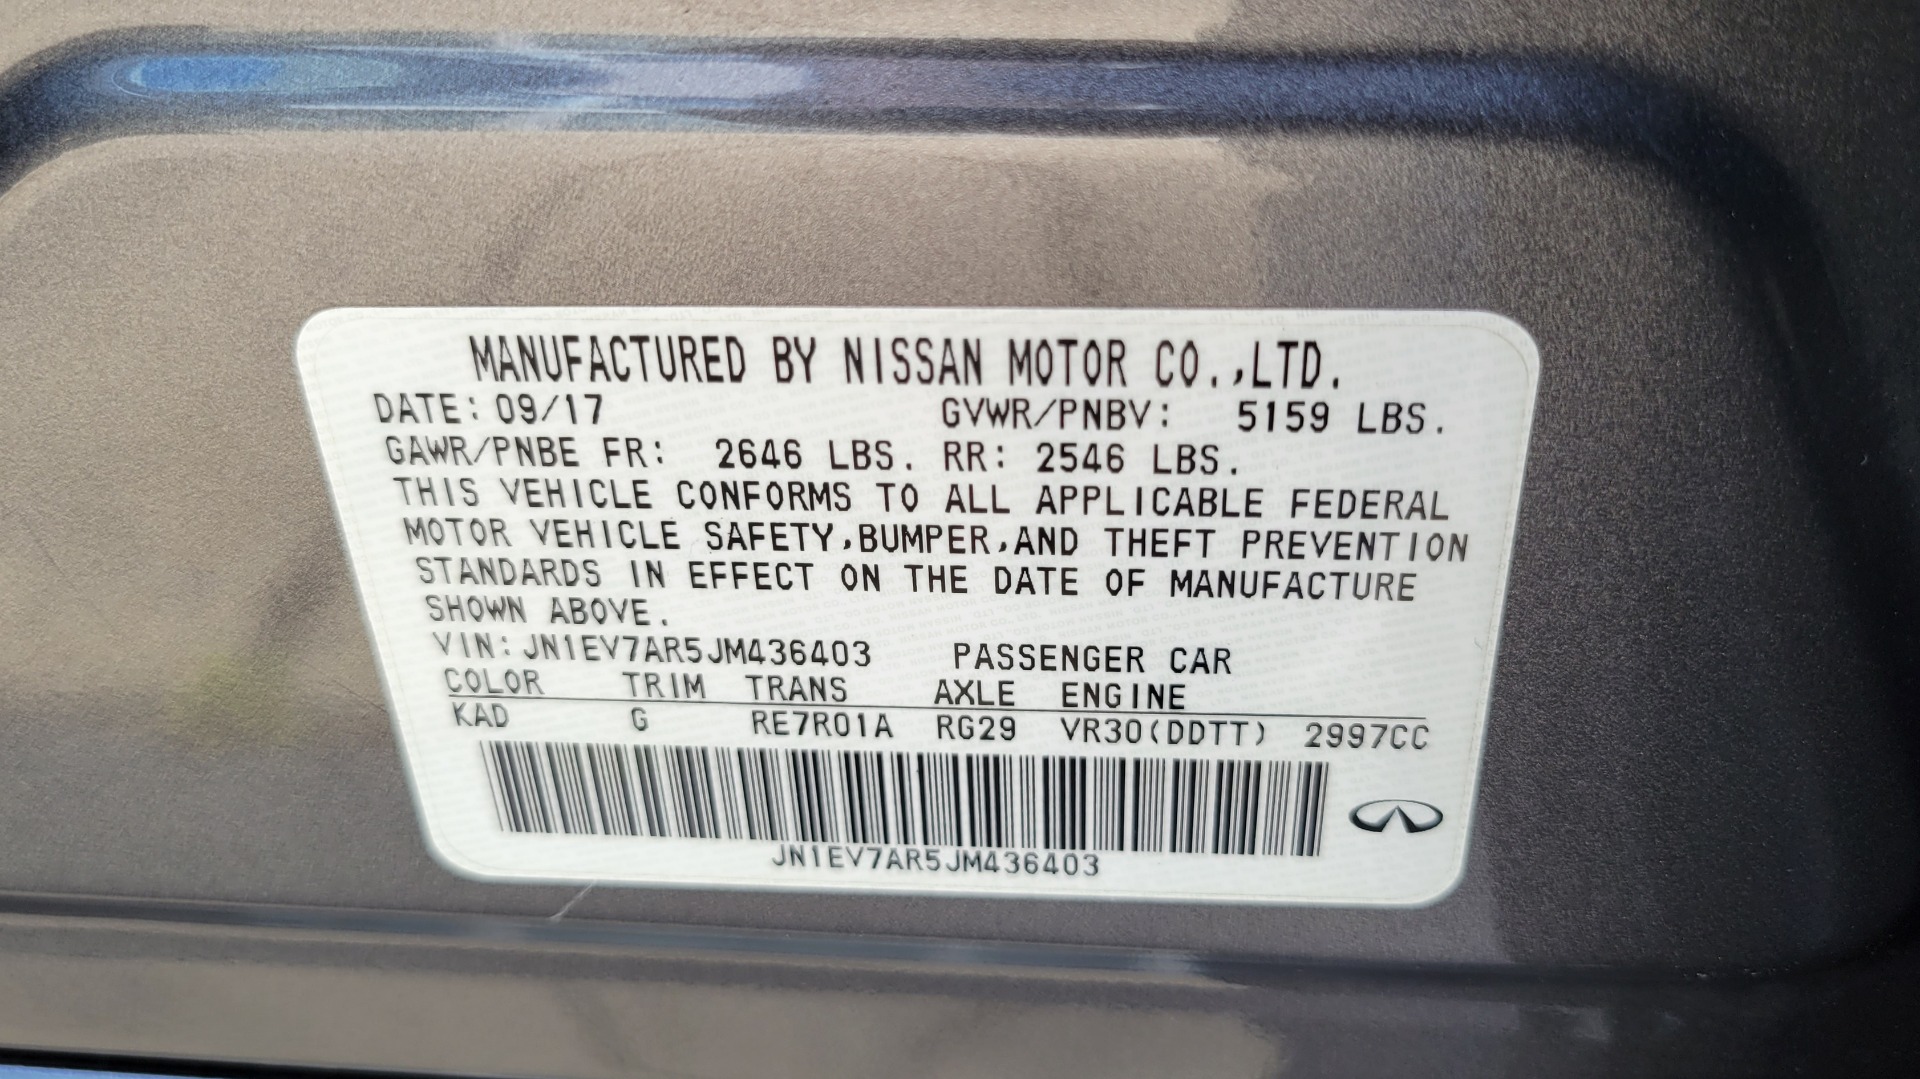 MANUFACTURED BY NISSAN MOTOR CO.,LTD.
DATE: 09/17 GVWR/PNBV: 5159 LBS.
GAWR/PNBE FR: 2646 LBS. RR: 2546 LBS.
THIS VEHICLE CONFORMS TO ALL APPLICABLE FEDERAL
MOTOR VEHICLE SAFETY,BUMPER,AND THEFT PREVENTION
STANDARDS IN EFFECT ON THE DATE OF MANUFACTURE
SHOWN ABOVE.
VIN: JN1EV7AR5JM436403 PASSENGER CAR
COLOR TRIM TRANS AXLE ENGINE
KAD G RE7R01A RG29 VR30(DDTT) 2997CC
JN1EV7AR5JM436403